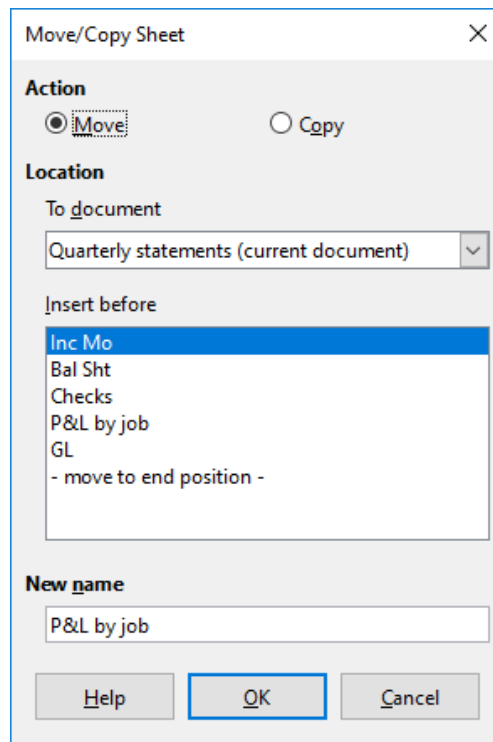 Move/Copy Sheet
Action
Move Copy
Location
To document
Quarterly statements (current document)
Insert before
Inc Mo
Bal Sht
Checks
P&L by job
GL
- move to end position -
New name
P&L by job
Help OK Cancel